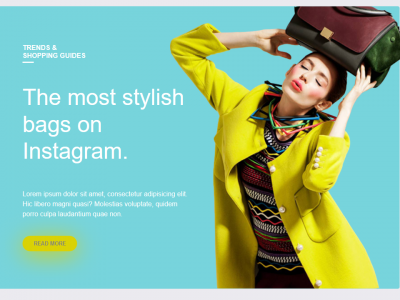 TRENDS &
SHOPPING GUIDES
The most stylish
bags on
Instagram.
Lorem ipsum dolor sit amet, consectetur adipisicing elit
Hic libero magni quasi? Molestias voluptate, quidem
porro culpa laudantium quae non.
READ MORE